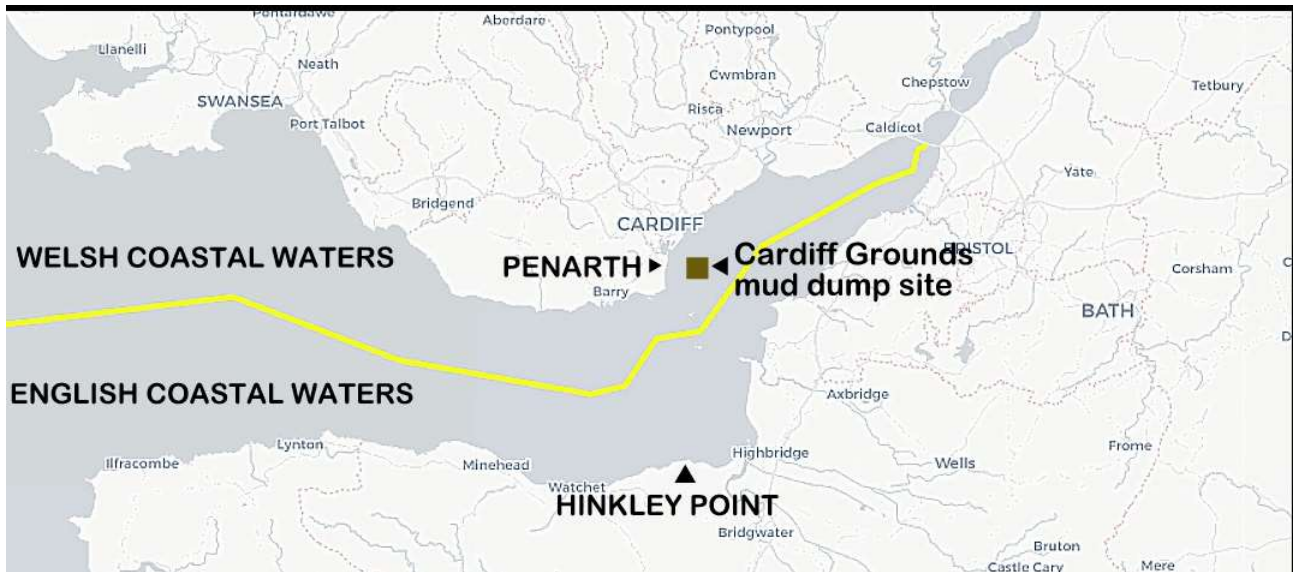 Pontardawe
Aberdare
Pontypool
Llanelli
Neath
Cwmbran
Chepstow
Tetbury
SWANSEA
Risca
Port Talbot
Newport
Caldicot
Yate
Bridgend
CARDIFF
WELSH COASTAL WATERS
PENARTH
Cardiff Grounds
mud dump site
BRISTOL
Corsham
Barry
BATH
ENGLISH COASTAL WATERS
Axbridge
Ilfracombe
Lynton
Minehead
Highbridge
Wells
Frome
Watchet
HINKLEY POINT
Bridgwater
Bruton
Castle Cary
Mere